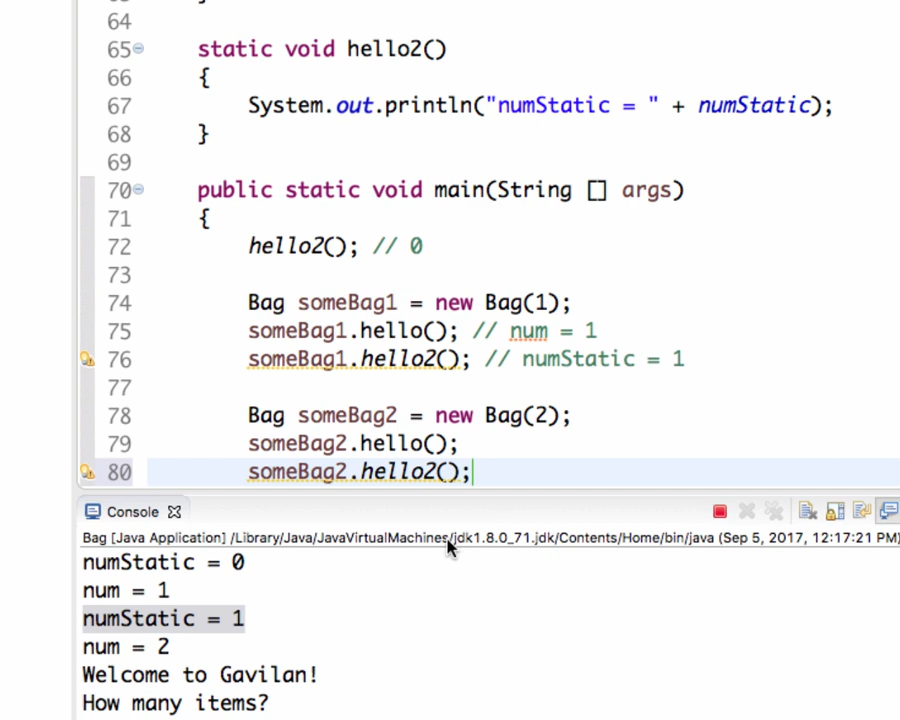 64
65 static void hello2()
66 {
67 System.out.println("numStatic = " + numStatic);
68 }
69
70 public static void main(String [] args)
71 {
72 hello2(); // 0
73
74 Bag someBag1 = new Bag(1);
75 someBag1.hello(); // num = 1
76 someBag1.hello2(); // numStatic = 1
77
78 Bag someBag2 = new Bag(2);
79 someBag2.hello();
80 someBag2.hello2();
Console
Bag [Java Application] /Library/Java/JavaVirtualMachines/jdk1.8.0_71.jdk/Contents/Home/bin/java (Sep 5, 2017, 12:17:21 PM)
numStatic = 0
num = 1
numStatic = 1
num = 2
Welcome to Gavilan!
How many items?